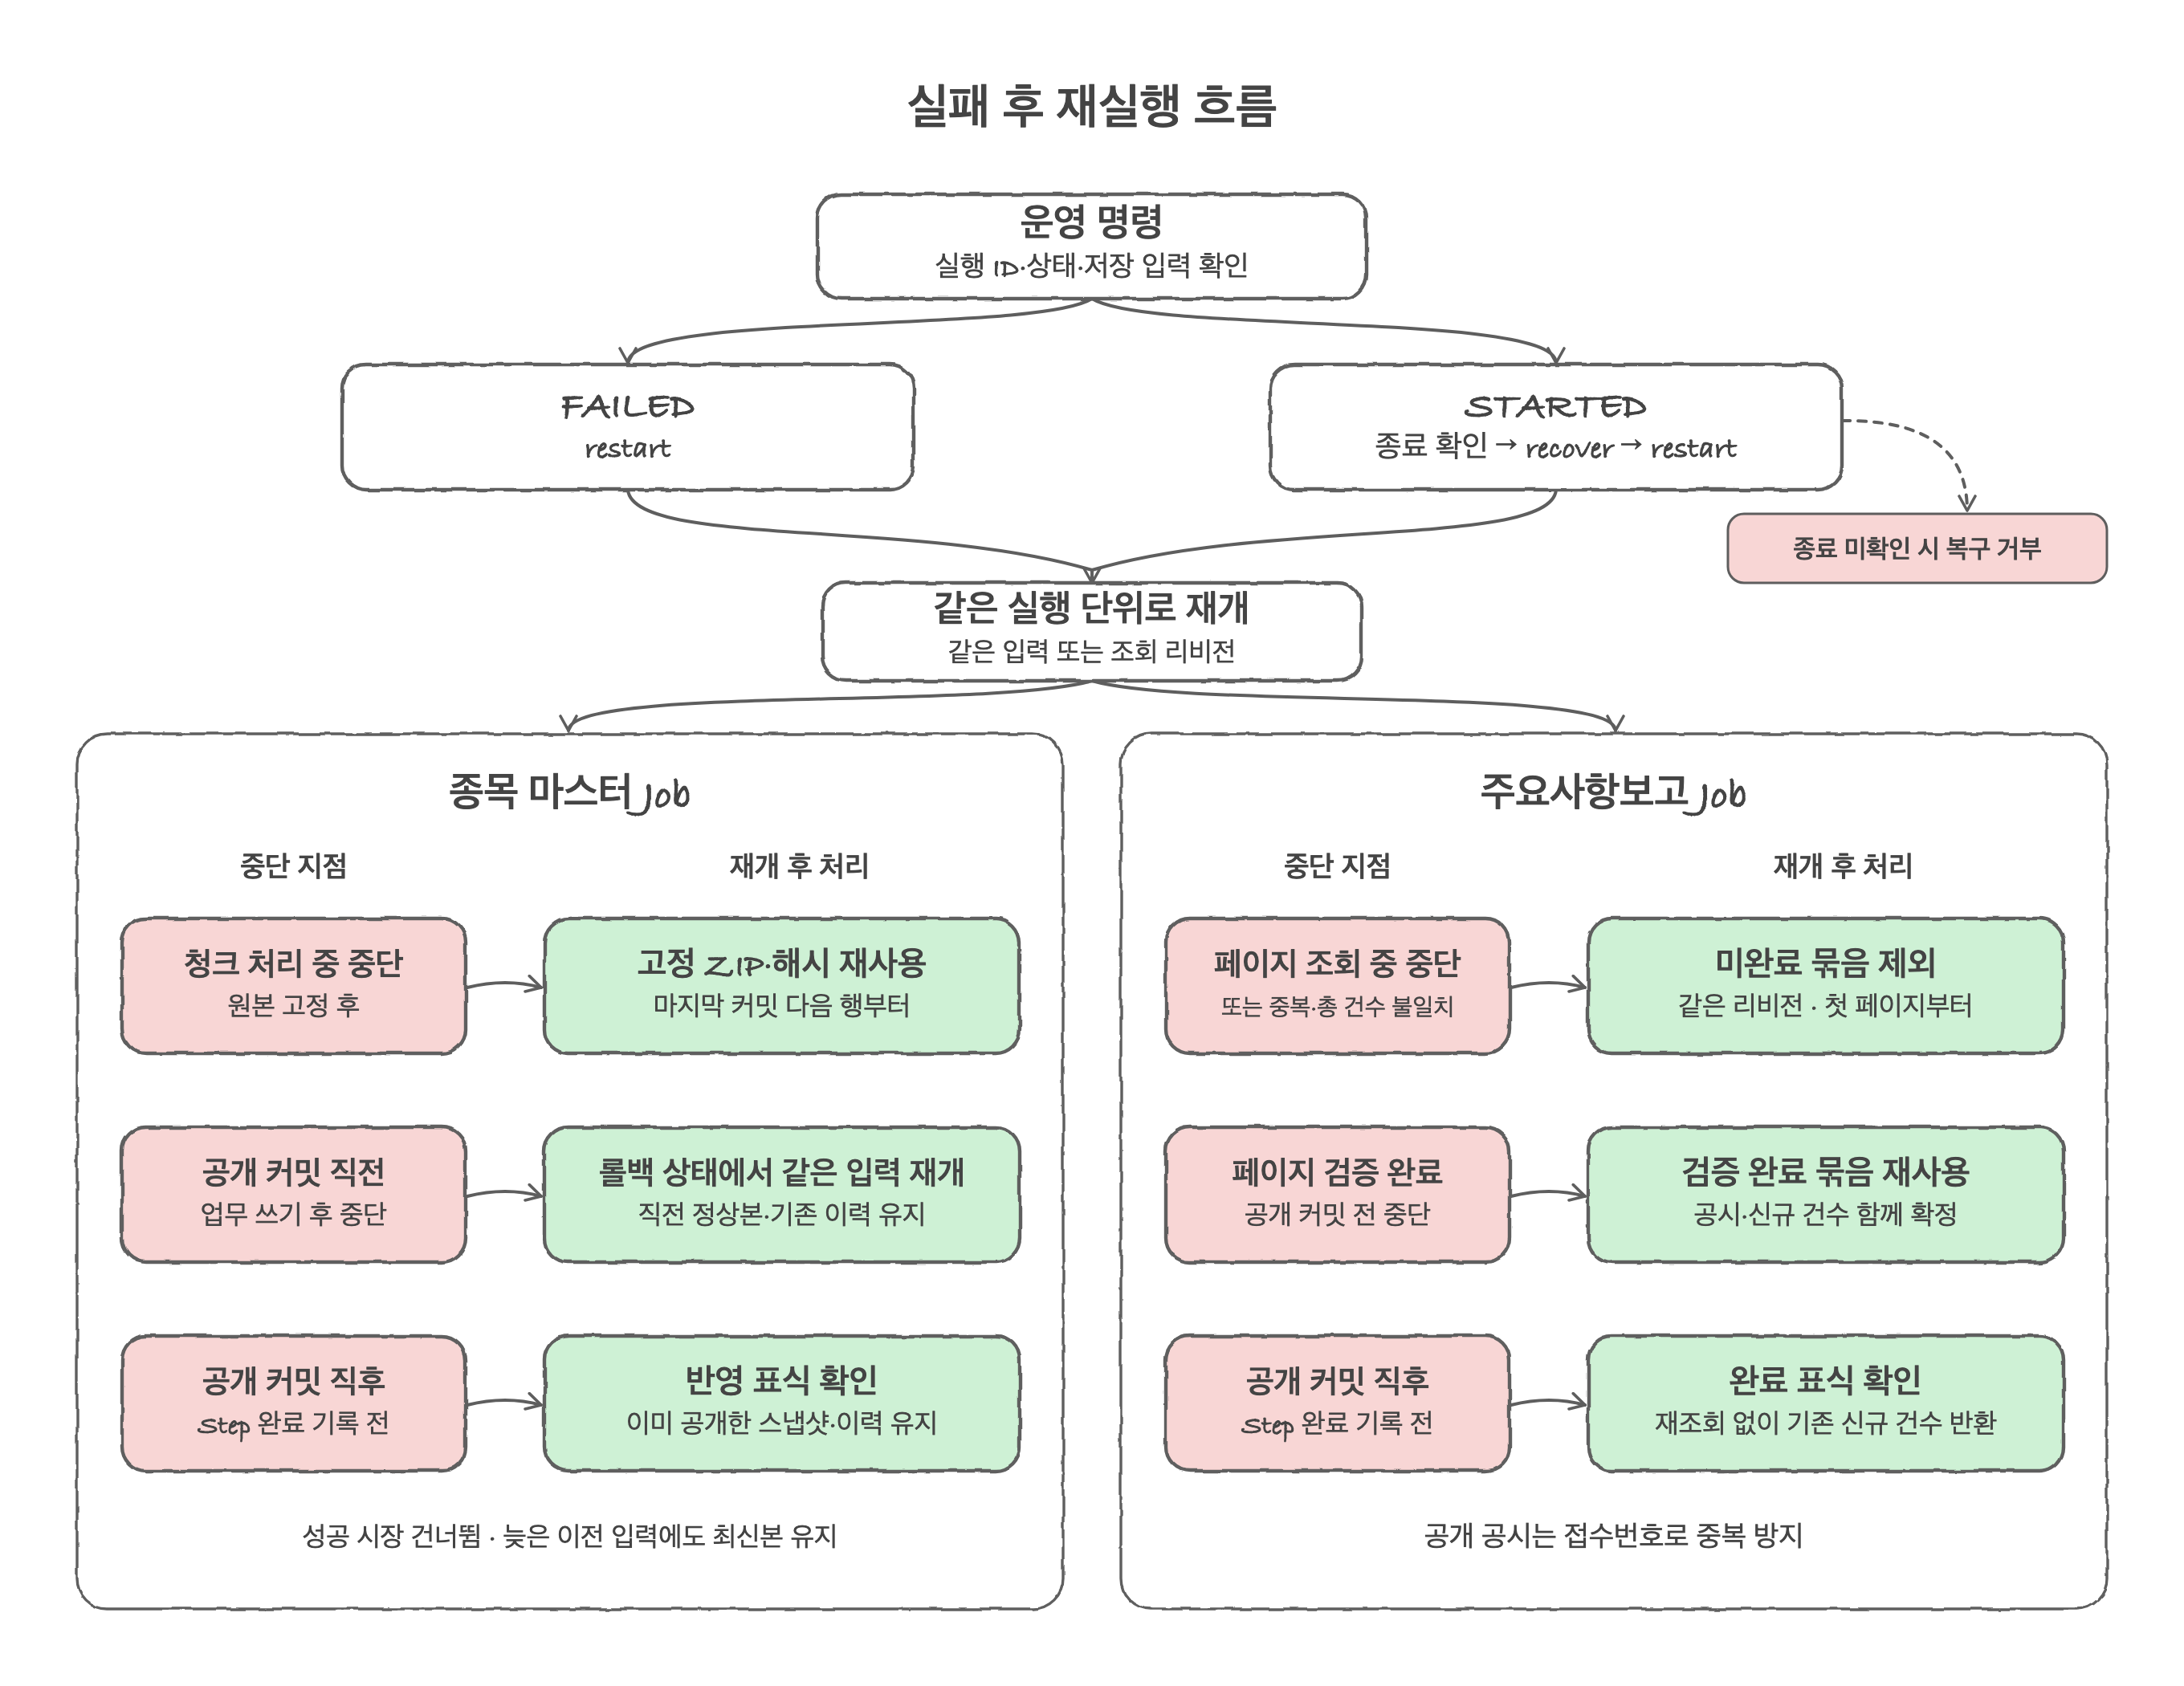 실패 후 재실행 흐름
운영 명령
실행 ID·상태·저장 입력 확인
FAILED
restart
STARTED
종료 확인 → recover → restart
종료 미확인 시 복구 거부
같은 실행 단위로 재개
같은 입력 또는 조회 리비전
종목 마스터 Job
중단 지점
재개 후 처리
청크 처리 중 중단
원본 고정 후
고정 ZIP·해시 재사용
마지막 커밋 다음 행부터
공개 커밋 직전
업무 쓰기 후 중단
롤백 상태에서 같은 입력 재개
직전 정상본·기존 이력 유지
공개 커밋 직후
Step 완료 기록 전
반영 표식 확인
이미 공개한 스냅샷·이력 유지
성공 시장 건너뜀 · 늦은 이전 입력에도 최신본 유지
주요사항보고 Job
중단 지점
재개 후 처리
페이지 조회 중 중단
또는 중복·총 건수 불일치
미완료 묶음 제외
같은 리비전 · 첫 페이지부터
페이지 검증 완료
공개 커밋 전 중단
검증 완료 묶음 재사용
공시·신규 건수 함께 확정
공개 커밋 직후
Step 완료 기록 전
완료 표식 확인
재조회 없이 기존 신규 건수 반환
공개 공시는 접수번호로 중복 방지